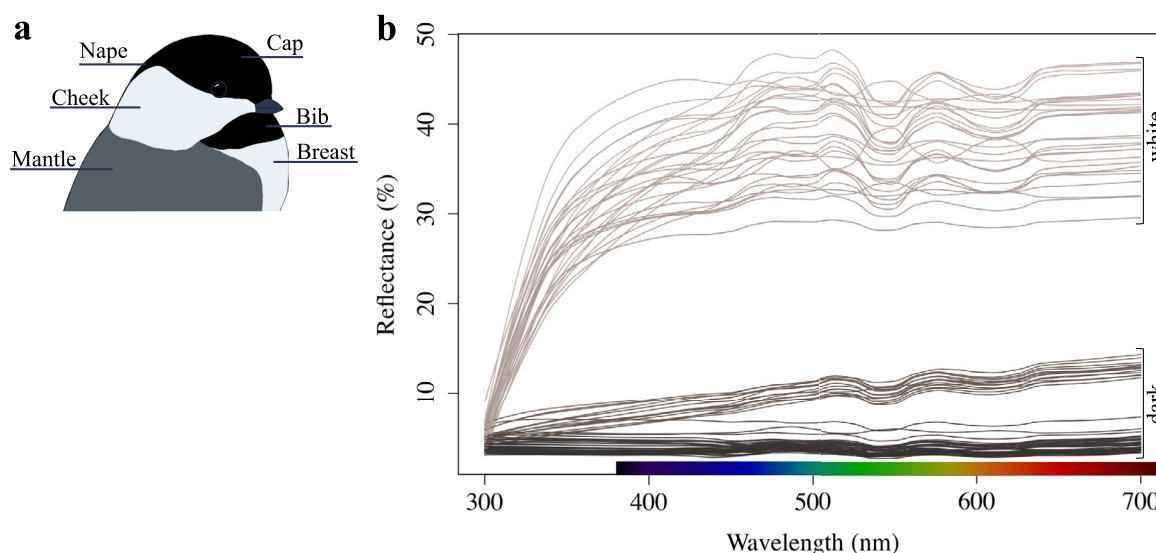 a
Nape
Cap
Cheek
Bib
Mantle
Breast
b
50
40
30
20
10
Reflectance (%)
300
400
500
600
700
Wavelength (nm)
white
dark